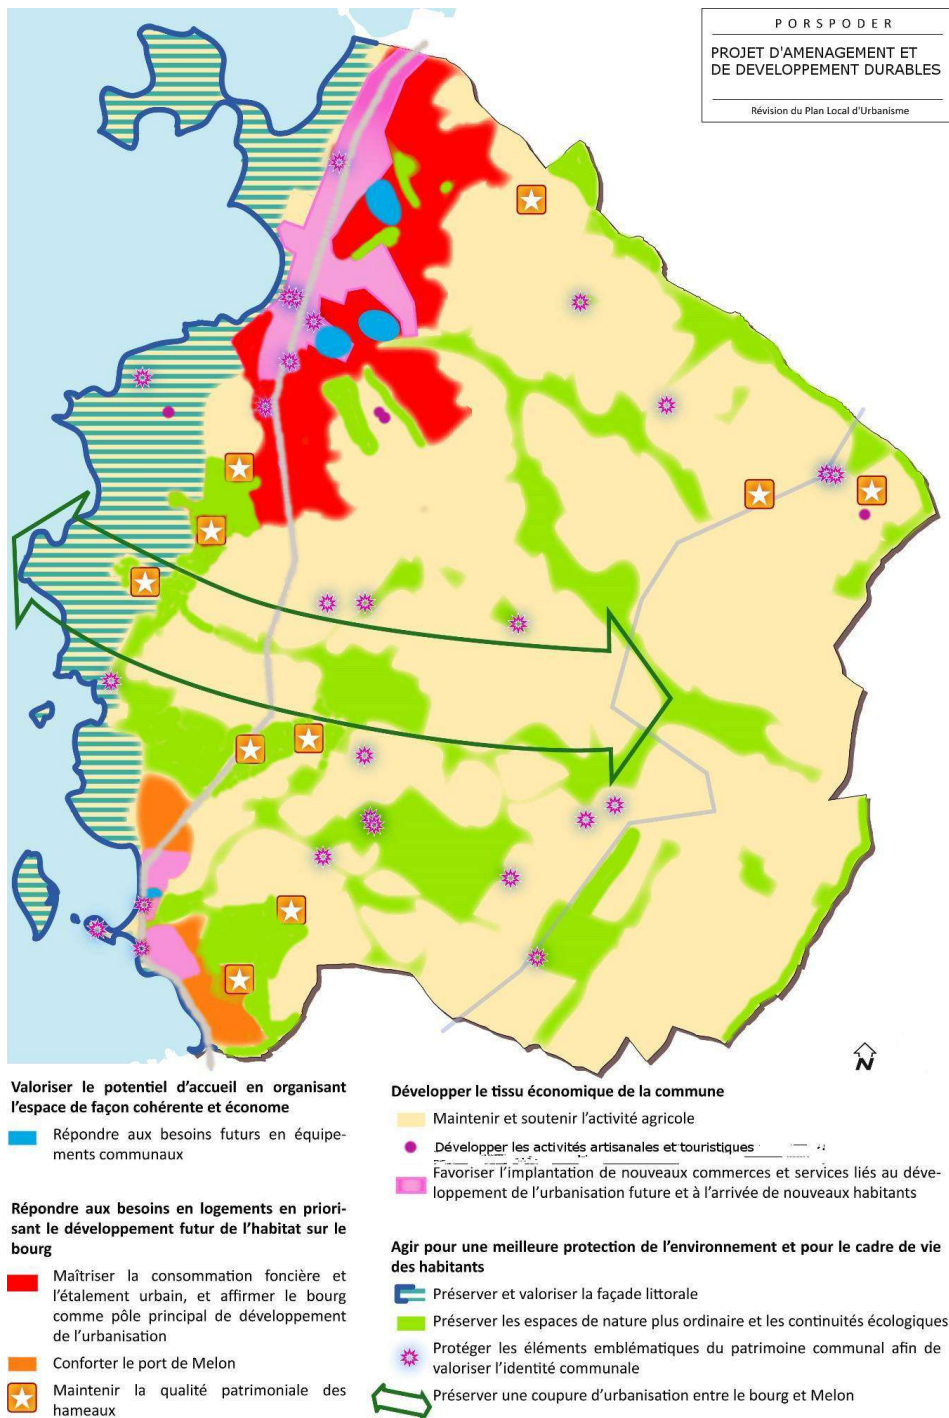 PORSPODER
PROJET D'AMENAGEMENT ET
DE DEVELOPPEMENT DURABLES
Révision du Plan Local d'Urbanisme
N
Valoriser le potentiel d'accueil en organisant
l'espace de façon cohérente et économe
Répondre aux besoins futurs en équipe-
ments communaux
Répondre aux besoins en logements en priori-
sant le développement futur de l'habitat sur le
bourg
Maîtriser la consommation foncière et
l'étalement urbain, et affirmer le bourg
comme pôle principal de développement
de l'urbanisation
Conforter le port de Melon
Maintenir la qualité patrimoniale des
hameaux
Développer le tissu économique de la commune
Maintenir et soutenir l'activité agricole
Développer les activités artisanales et touristiques
Favoriser l'implantation de nouveaux commerces et services liés au déve-
loppement de l'urbanisation future et à l'arrivée de nouveaux habitants
Agir pour une meilleure protection de l'environnement et pour le cadre de vie
des habitants
Préserver et valoriser la façade littorale
Préserver les espaces de nature plus ordinaire et les continuités écologiques
Protéger les éléments emblématiques du patrimoine communal afin de
valoriser l'identité communale
Préserver une coupure d'urbanisation entre le bourg et Melon